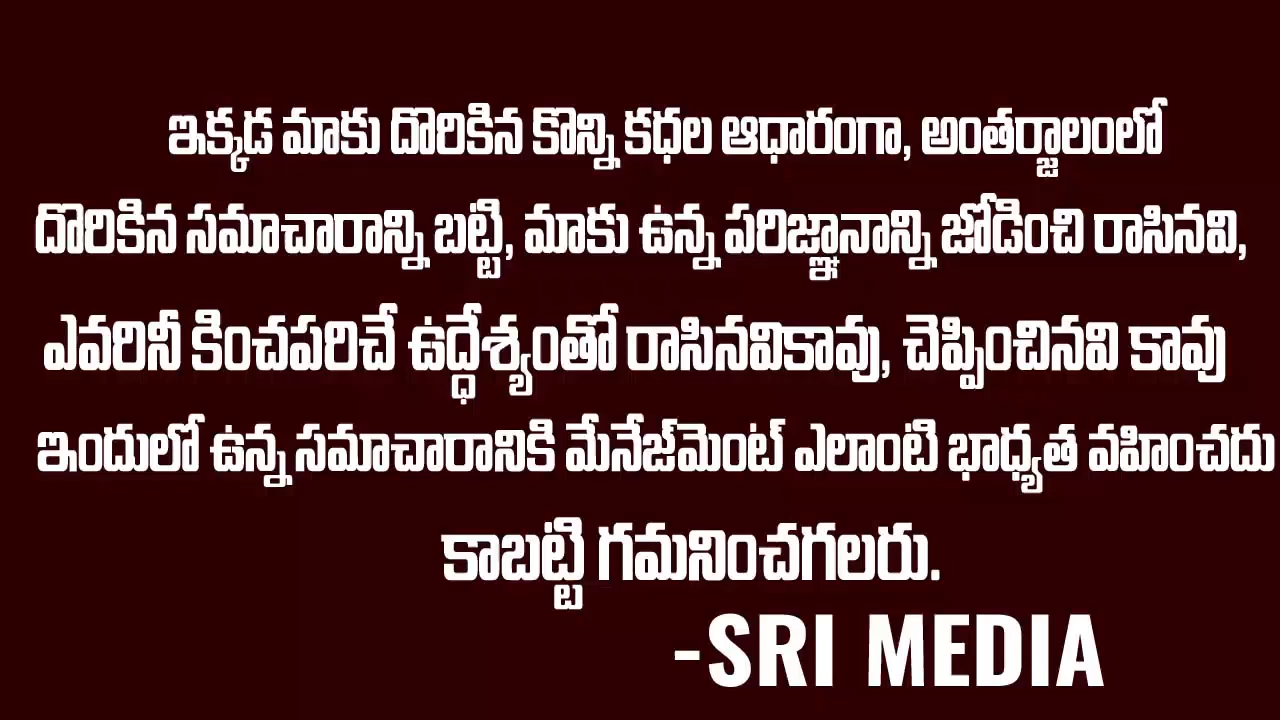 ఇక్కడ మాకు దొరికిన కొన్ని కధల ఆధారంగా, అంతర్జాలంలో
దొరికిన సమాచారాన్ని బట్టి, మాకు ఉన్న పరిజ్ఞానాన్ని జోడించి రాసినవి,
ఎవరినీ కించపరిచే ఉద్ధేశ్యంతో రాసినవికావు, చెప్పించినవి కావు
ఇందులో ఉన్న సమాచారానికి మేనేజ్‌మెంట్ ఎలాంటి భాధ్యత వహించదు
కాబట్టి గమనించగలరు.
-SRI MEDIA